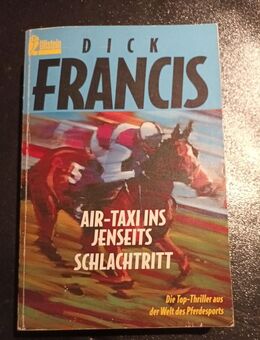 Ullstein
DICK
FRANCIS
AIR-TAXI INS
JENSEITS
SCHLACHTRITT
Die Top-Thriller aus
der Welt des Pferdesports